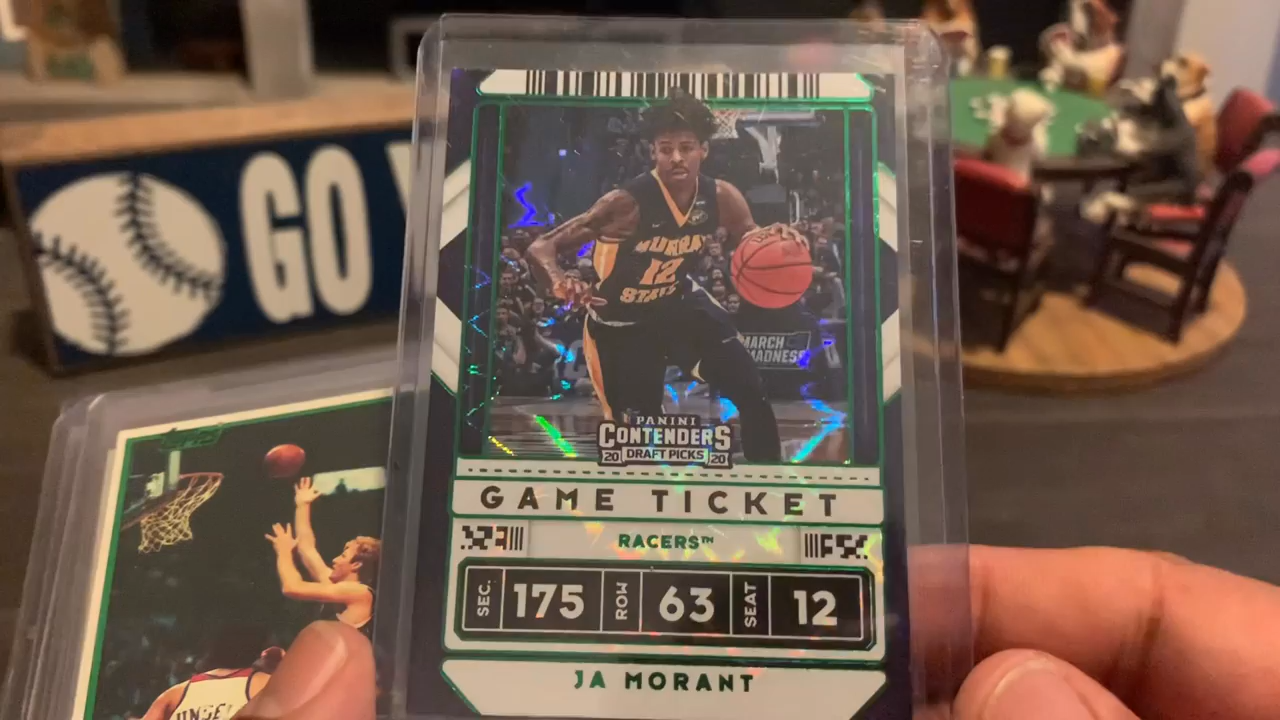 GO
MURRAY
12
STATE
MARCH
MADNESS
PANINI
CONTENDERS
20 DRAFT PICKS 20
GAME TICKET
RACERS™
SEC. 175 ROW 63 SEAT 12
JA MORANT
UNSEL